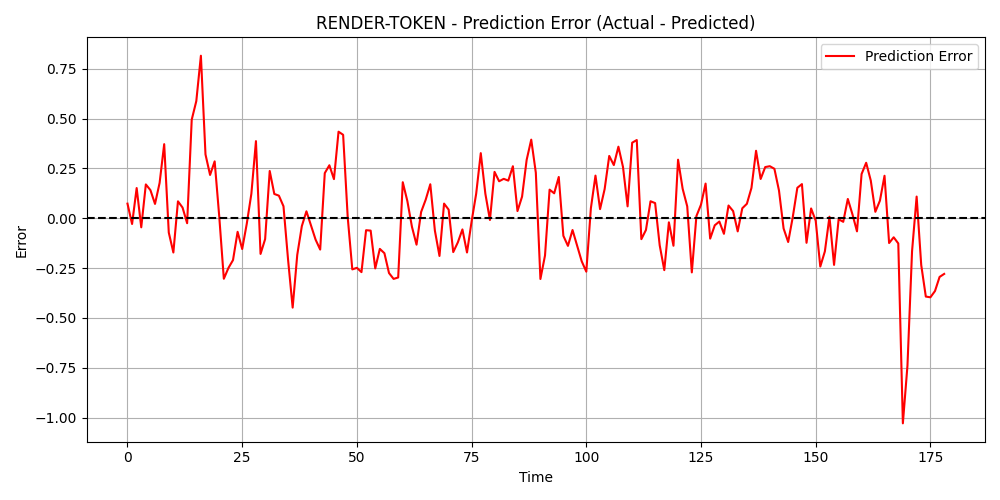 RENDER-TOKEN - Prediction Error (Actual - Predicted)
Prediction Error
Error
0.75
0.50
0.25
0.00
−0.25
−0.50
−0.75
−1.00
0 25 50 75 100 125 150 175
Time